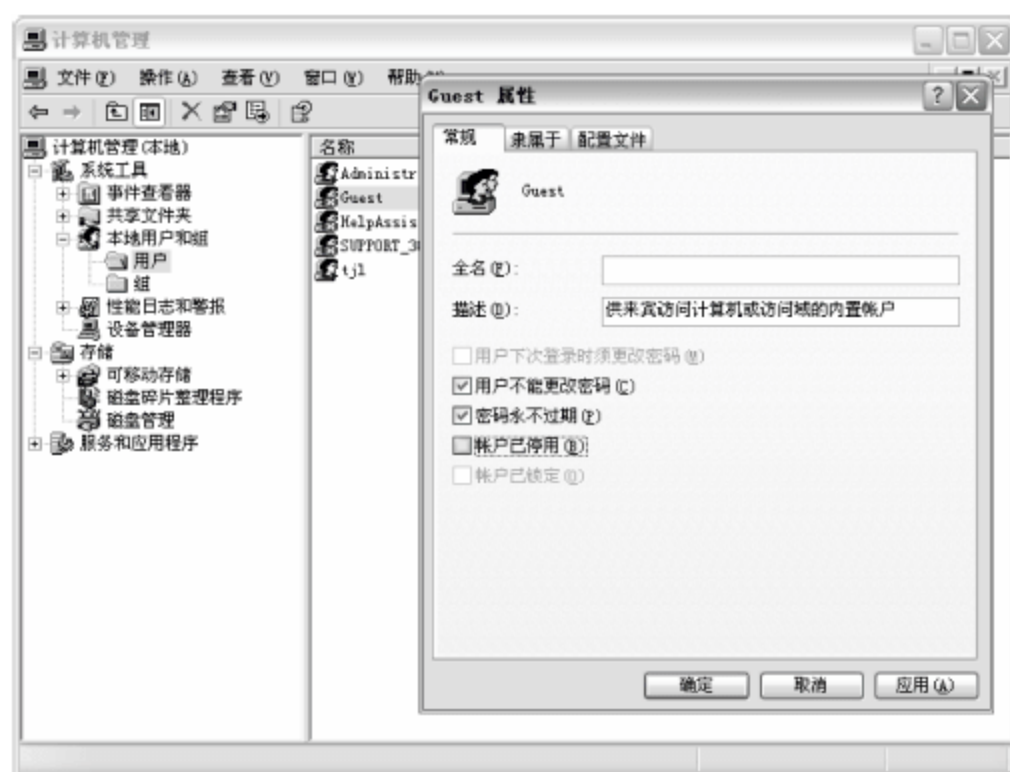 计算机管理
文件(F) 操作(A) 查看(V) 窗口(W) 帮助
计算机管理(本地)
系统工具
事件查看器
共享文件夹
本地用户和组
用户
组
性能日志和警报
设备管理器
存储
可移动存储
磁盘碎片整理程序
磁盘管理
服务和应用程序
名称
Administr
Guest
HelpAssis
SUPPORT_3
tjl
Guest 属性
常规 隶属于 配置文件
Guest
全名(F):
描述(D): 供来宾访问计算机或访问域的内置帐户
用户下次登录时须更改密码(M)
用户不能更改密码(C)
密码永不过期(P)
帐户已停用(B)
帐户已锁定(O)
确定 取消 应用(A)